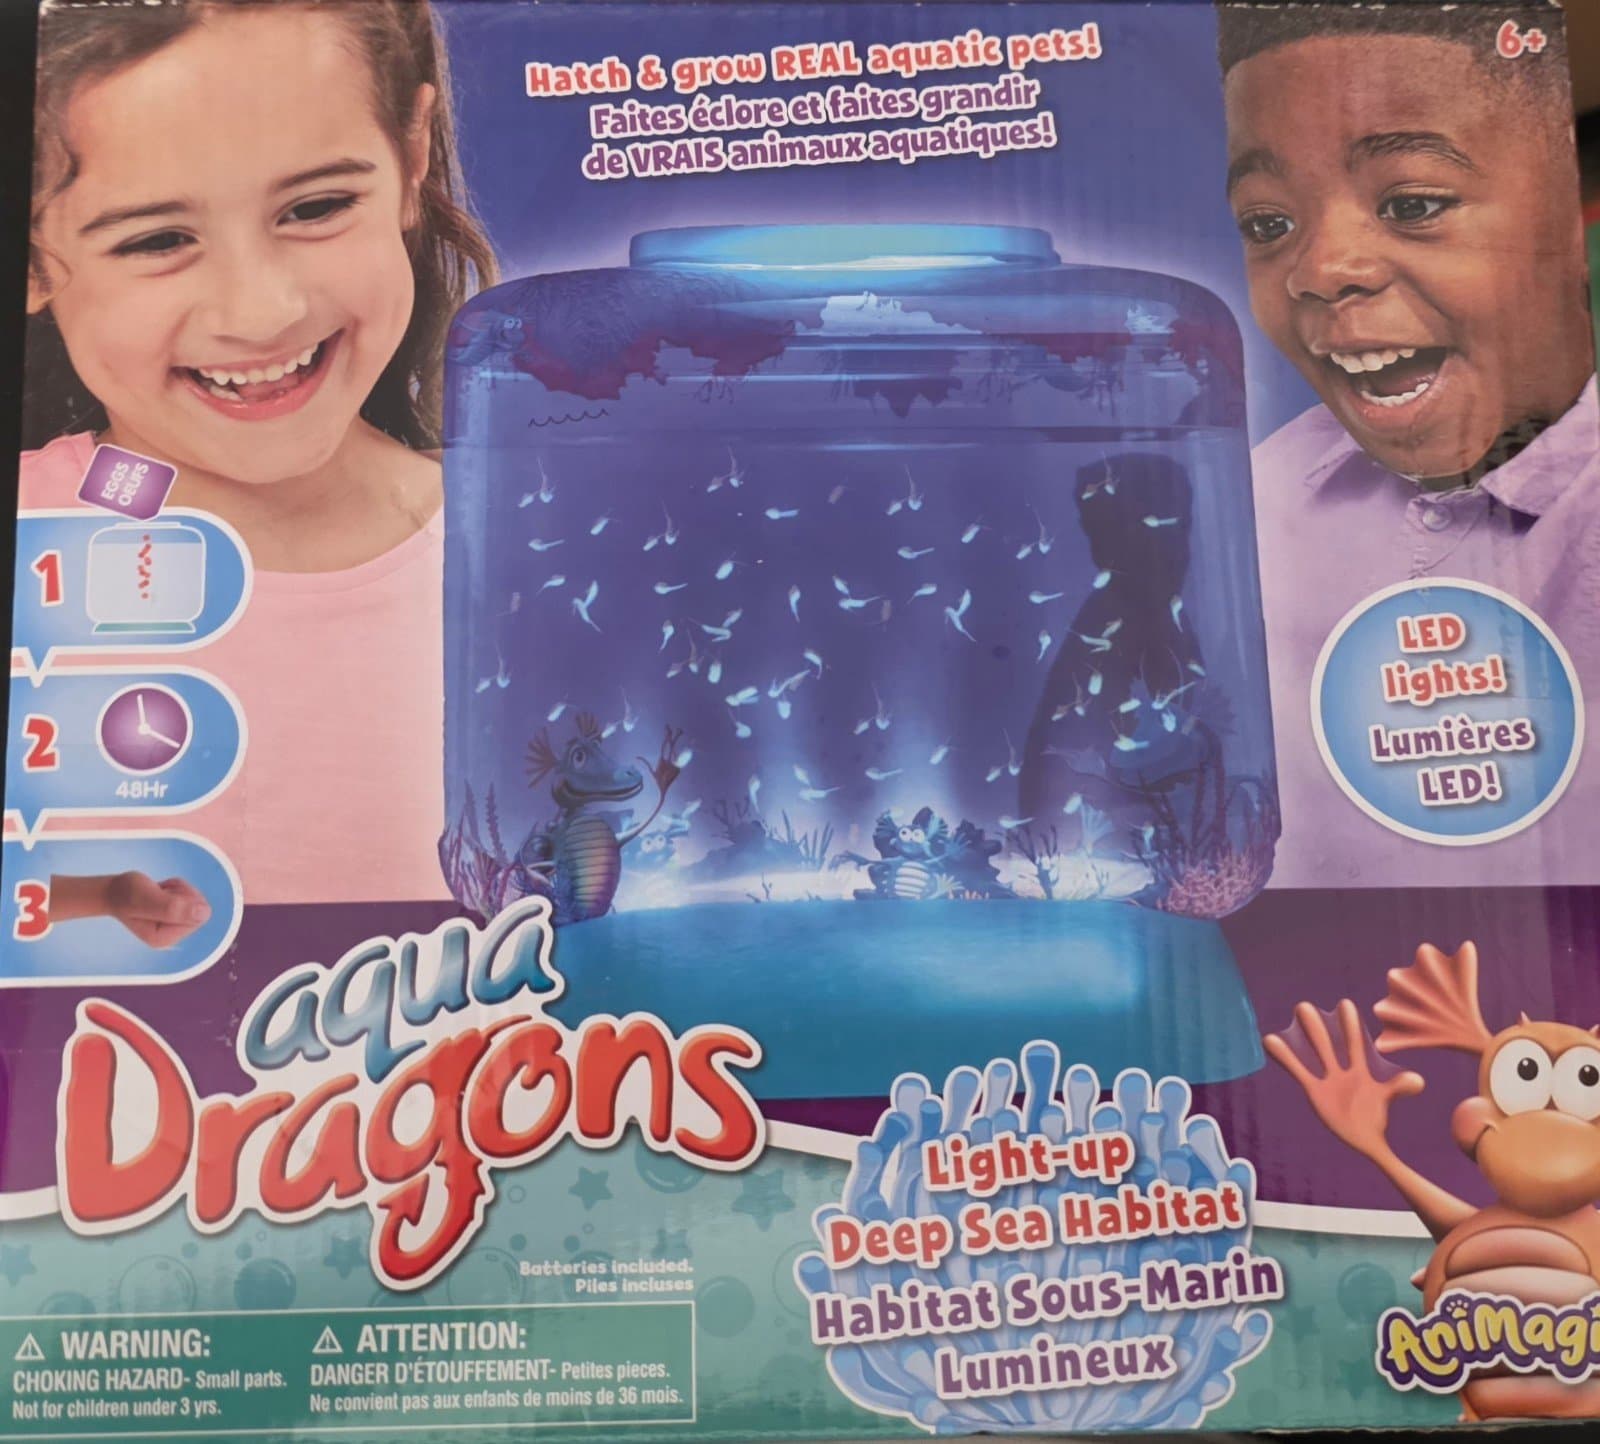 Hatch & grow REAL aquatic pets!
Faites éclore et faites grandir
de VRAIS animaux aquatiques!
6+
EGGS
OEUFS
1
2
48Hr
3
LED
lights!
Lumières
LED!
aqua
Dragons
Batteries included.
Piles incluses
Light-up
Deep Sea Habitat
Habitat Sous-Marin
Lumineux
WARNING:
CHOKING HAZARD- Small parts.
Not for children under 3 yrs.
ATTENTION:
DANGER D'ÉTOUFFEMENT- Petites pieces.
Ne convient pas aux enfants de moins de 36 mois.
AniMagi